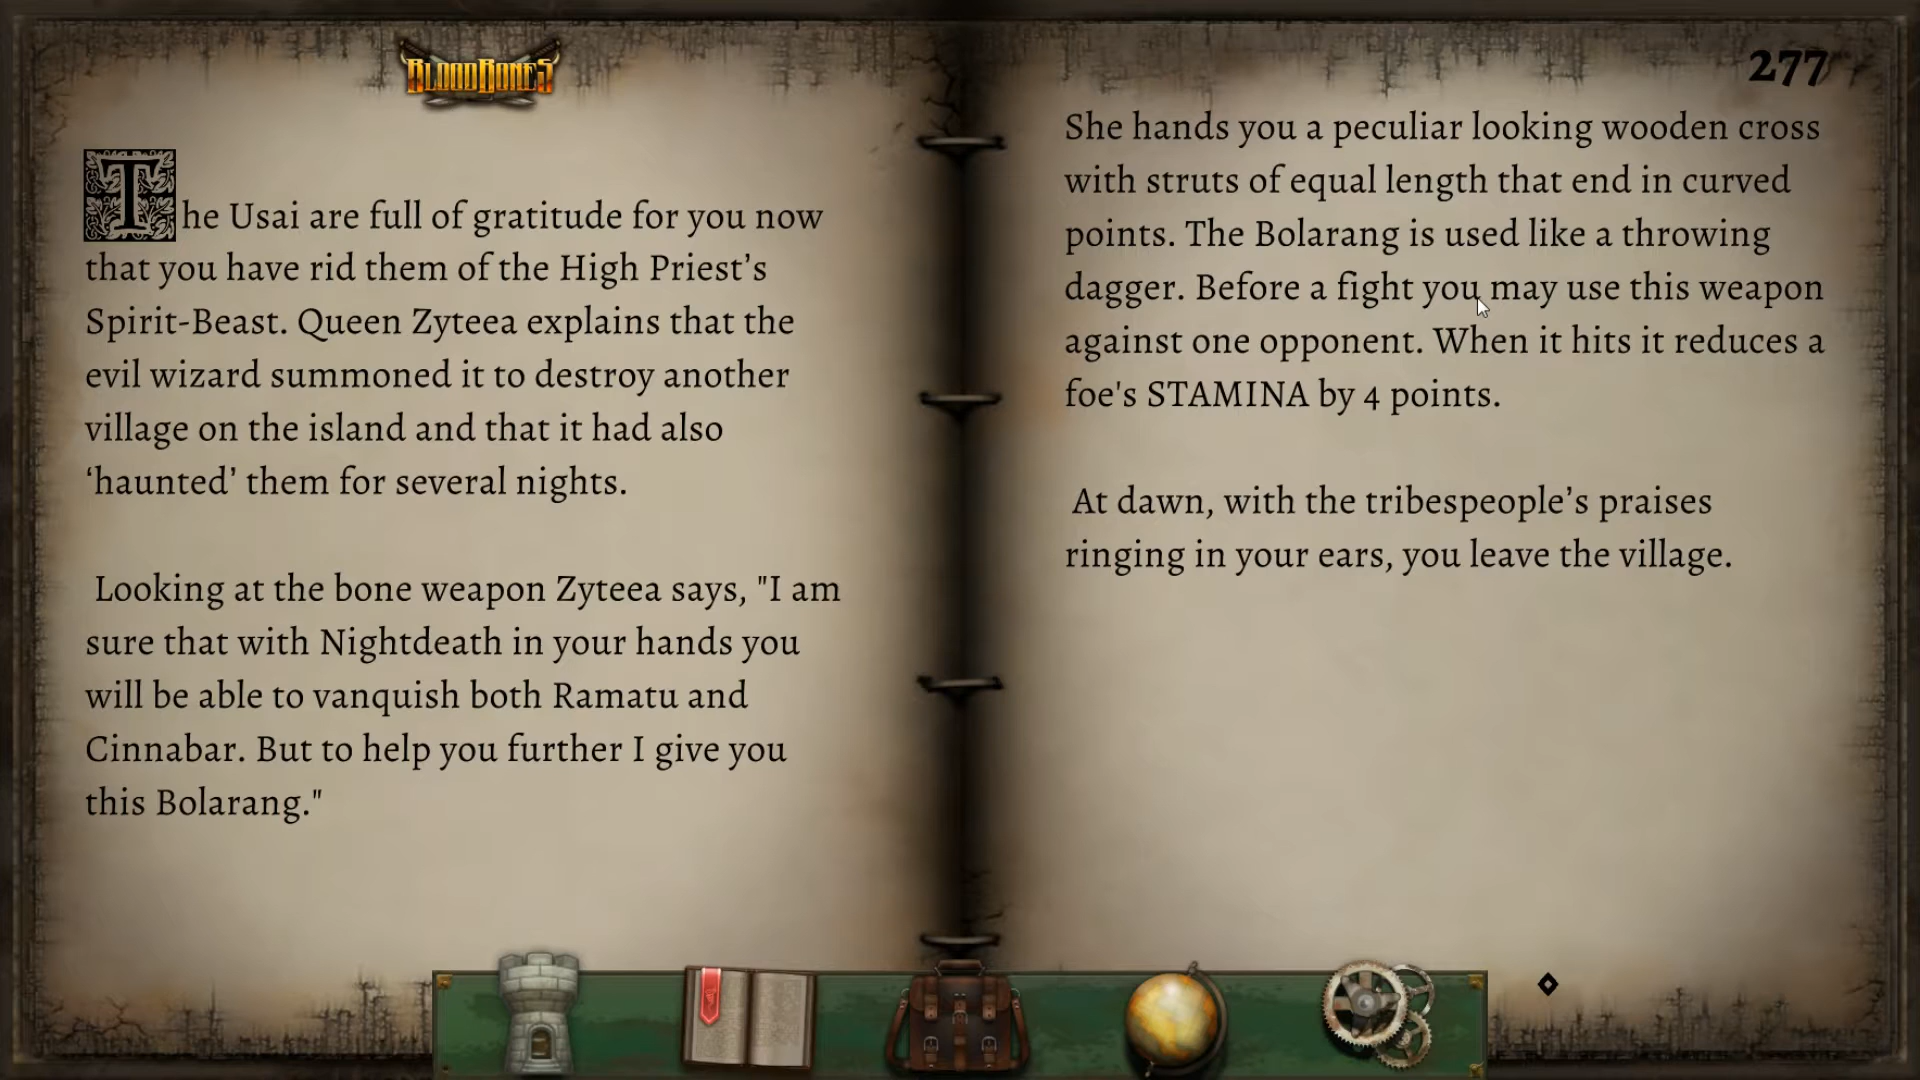 BLOODBONES
277
The Usai are full of gratitude for you now
that you have rid them of the High Priest’s
Spirit-Beast. Queen Zyteea explains that the
evil wizard summoned it to destroy another
village on the island and that it had also
‘haunted’ them for several nights.
Looking at the bone weapon Zyteea says, "I am
sure that with Nightdeath in your hands you
will be able to vanquish both Ramatu and
Cinnabar. But to help you further I give you
this Bolarang."
She hands you a peculiar looking wooden cross
with struts of equal length that end in curved
points. The Bolarang is used like a throwing
dagger. Before a fight you may use this weapon
against one opponent. When it hits it reduces a
foe's STAMINA by 4 points.
At dawn, with the tribespeople’s praises
ringing in your ears, you leave the village.